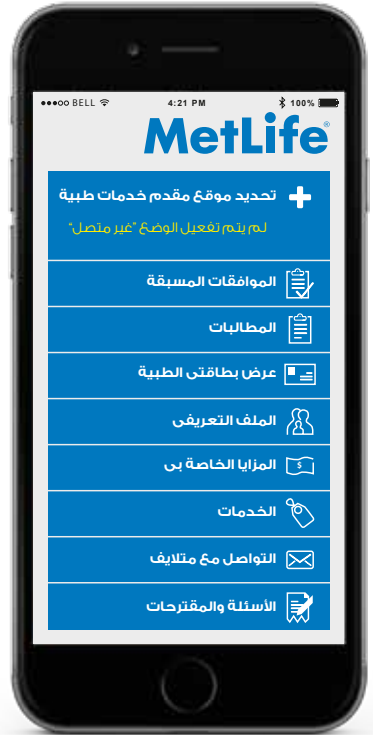 BELL 4:21 PM 100%
MetLife®
تحديد موقع مقدم خدمات طبية
لم يتم تفعيل الوضع "غير متصل"
الموافقات المسبقة
المطالبات
عرض بطاقتى الطبية
الملف التعريفى
المزايا الخاصة بى
$
الخدمات
التواصل مع متلايف
الأسئلة والمقترحات